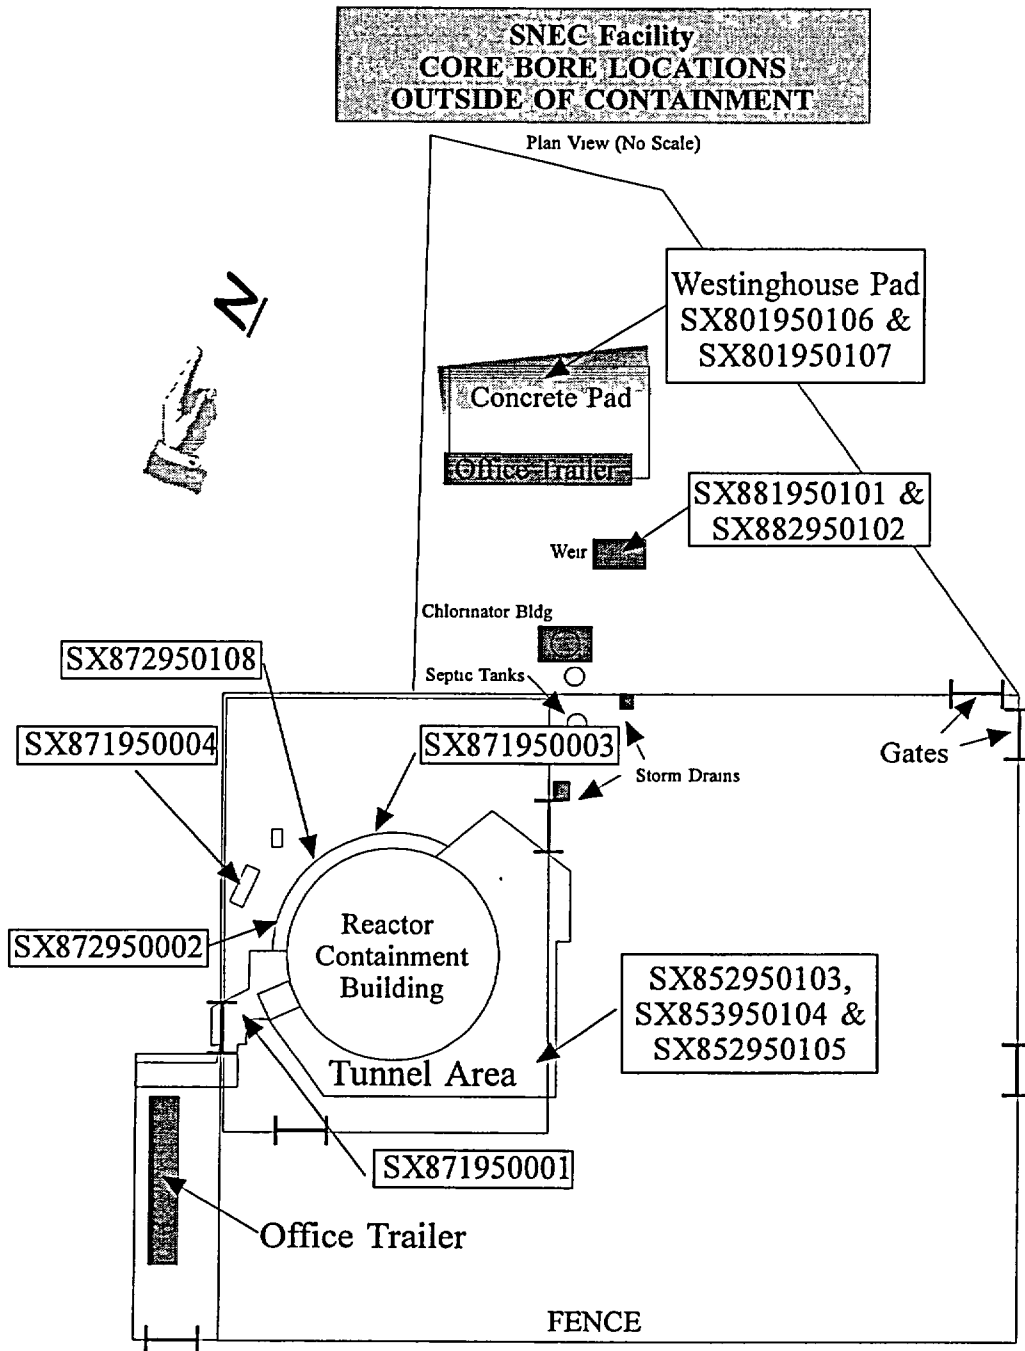 SNEC Facility
CORE BORE LOCATIONS
OUTSIDE OF CONTAINMENT
Plan View (No Scale)
N
Westinghouse Pad
SX801950106 &
SX801950107
Concrete Pad
Office Trailer
SX881950101 &
SX882950102
Weir
Chlorinator Bldg
SX872950108
Septic Tanks
SX871950004
SX871950003
Gates
Storm Drains
SX872950002
Reactor
Containment
Building
SX852950103,
SX853950104 &
SX852950105
Tunnel Area
SX871950001
Office Trailer
FENCE